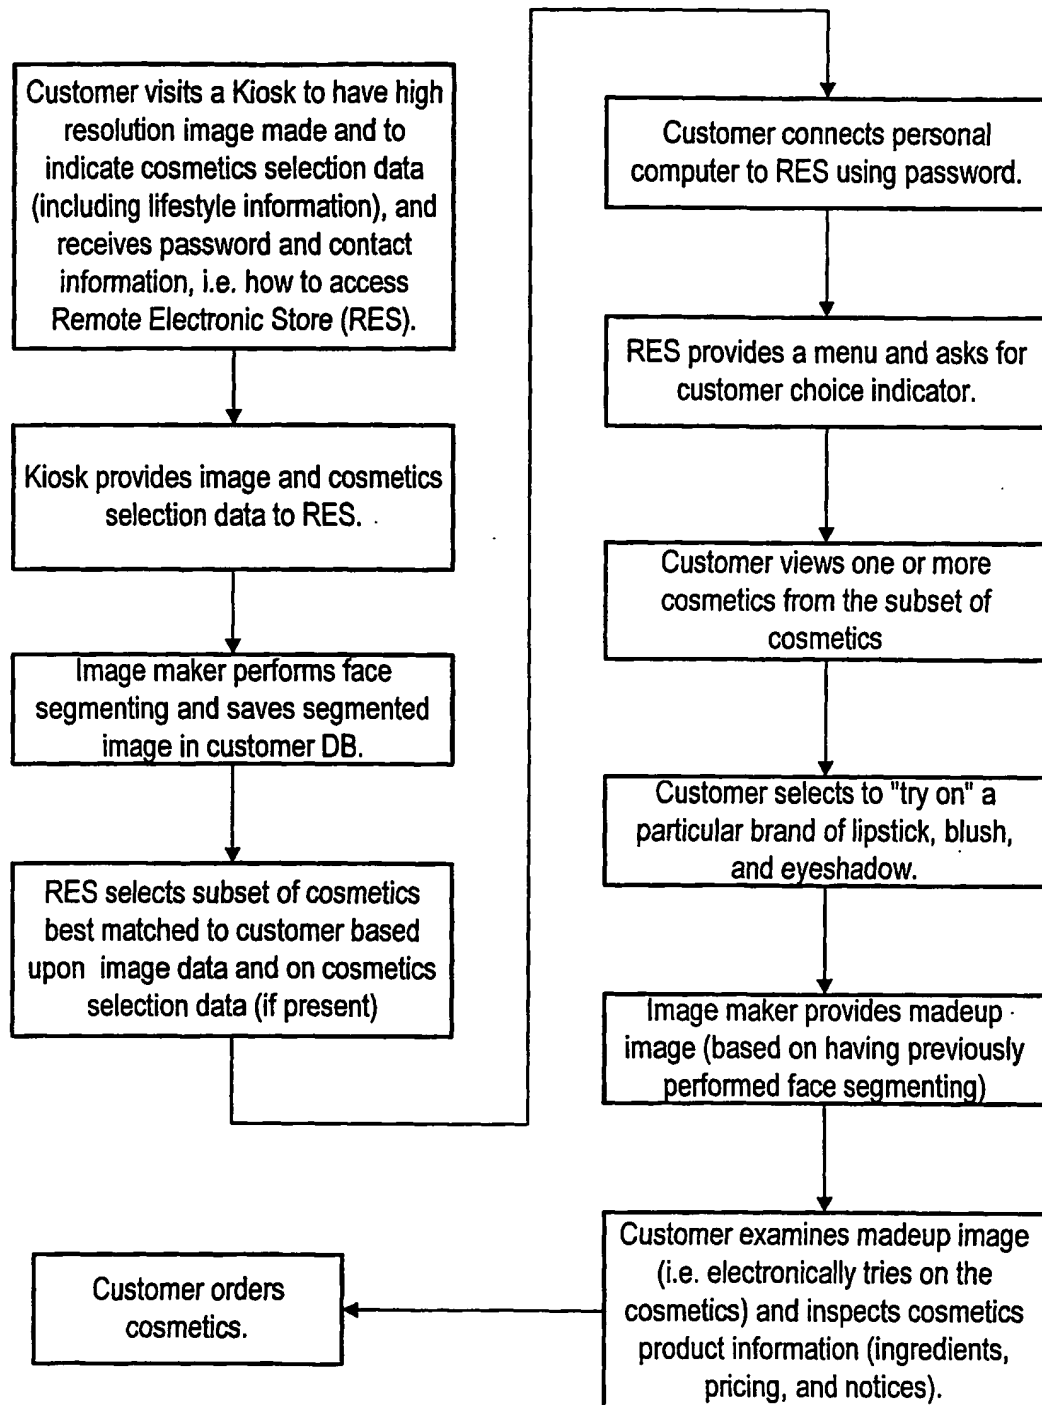 Customer visits a Kiosk to have high
resolution image made and to
indicate cosmetics selection data
(including lifestyle information), and
receives password and contact
information, i.e. how to access
Remote Electronic Store (RES).
Kiosk provides image and cosmetics
selection data to RES.
Image maker performs face
segmenting and saves segmented
image in customer DB.
RES selects subset of cosmetics
best matched to customer based
upon image data and on cosmetics
selection data (if present)
Customer connects personal
computer to RES using password.
RES provides a menu and asks for
customer choice indicator.
Customer views one or more
cosmetics from the subset of
cosmetics
Customer selects to "try on" a
particular brand of lipstick, blush,
and eyeshadow.
Image maker provides madeup
image (based on having previously
performed face segmenting)
Customer examines madeup image
(i.e. electronically tries on the
cosmetics) and inspects cosmetics
product information (ingredients,
pricing, and notices).
Customer orders
cosmetics.